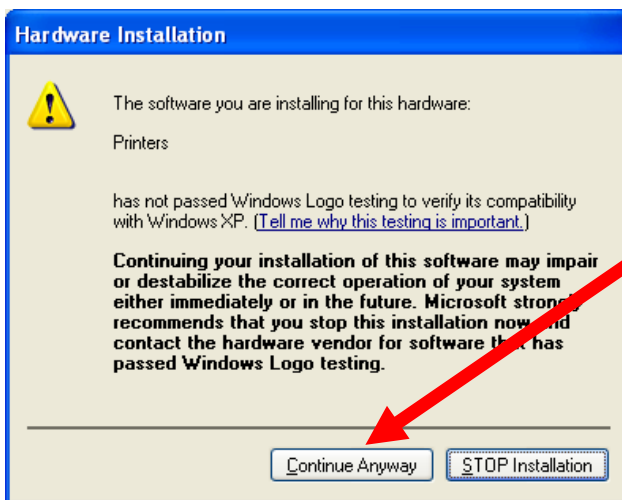 Hardware Installation
The software you are installing for this hardware:
Printers
has not passed Windows Logo testing to verify its compatibility
with Windows XP. (Tell me why this testing is important.)
Continuing your installation of this software may impair
or destabilize the correct operation of your system
either immediately or in the future. Microsoft strongly
recommends that you stop this installation now and
contact the hardware vendor for software that has
passed Windows Logo testing.
Continue Anyway
STOP Installation